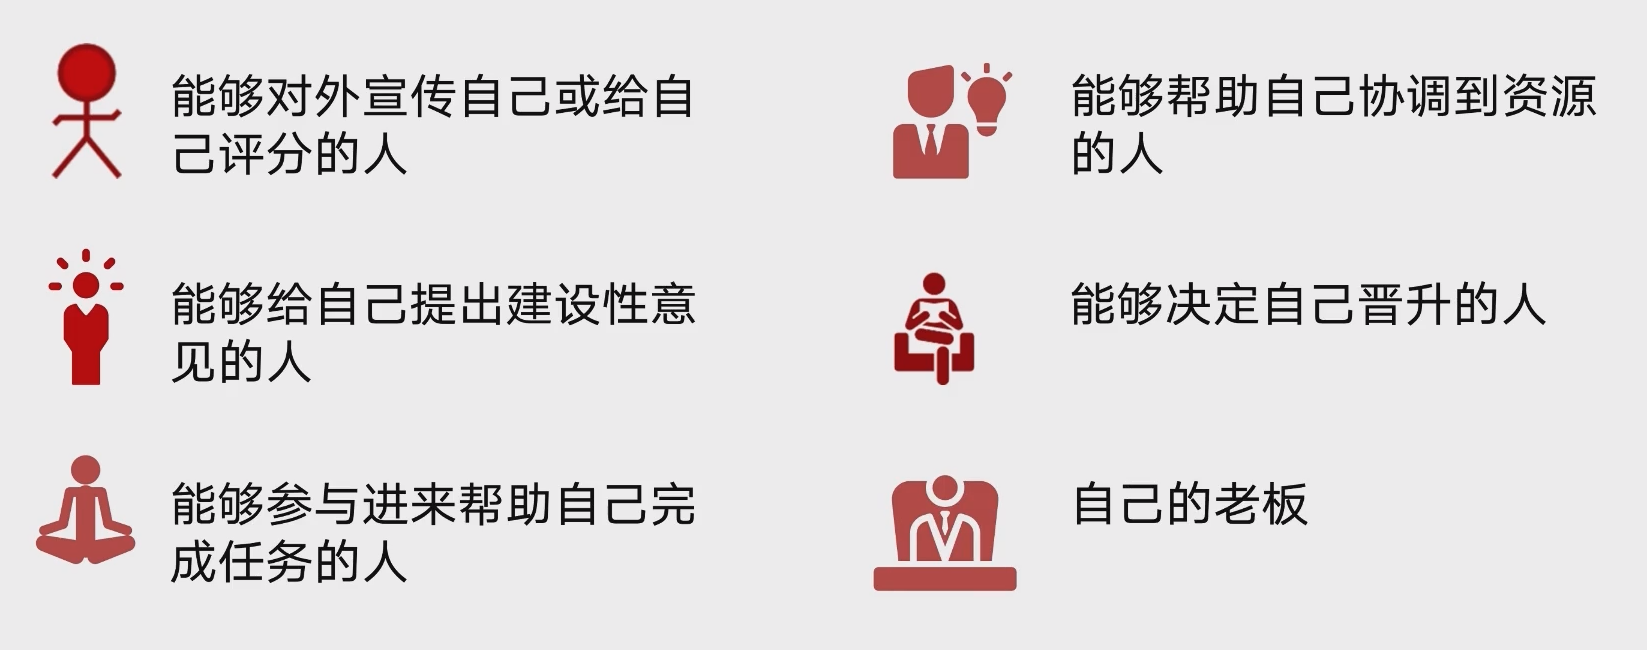 能够对外宣传自己或给自
己评分的人
能够给自己提出建设性意
见的人
能够参与进来帮助自己完
成任务的人
能够帮助自己协调到资源
的人
能够决定自己晋升的人
自己的老板